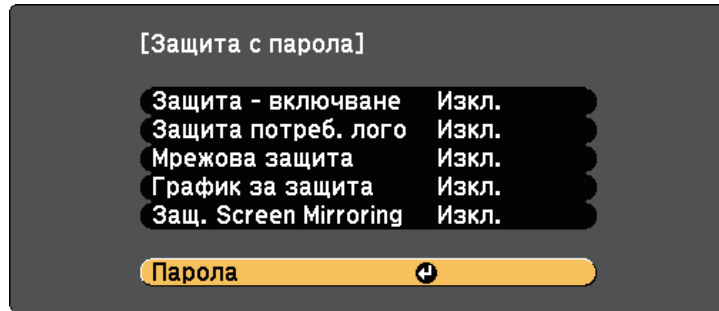 [Защита с парола]
Защита - включване Изкл.
Защита потреб. лого Изкл.
Мрежова защита Изкл.
График за защита Изкл.
Защ. Screen Mirroring Изкл.
Парола